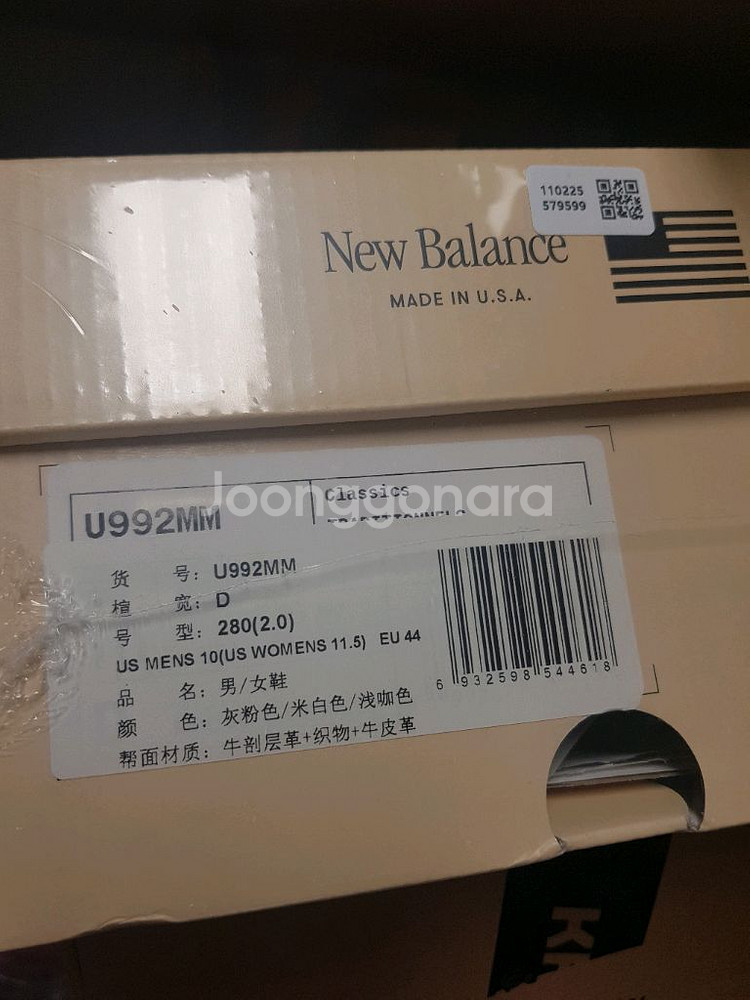 110225
579599
New Balance
MADE IN U.S.A.
joonggonara
U992MM
Classics
TRADITIONNELS
货 号: U992MM
楦 宽: D
号 型: 280(2.0)
US MENS 10(US WOMENS 11.5) EU 44
品 名: 男/女鞋
颜 色: 灰粉色/米白色/浅咖色
帮面材质: 牛剖层革+织物+牛皮革
6 932598 544618